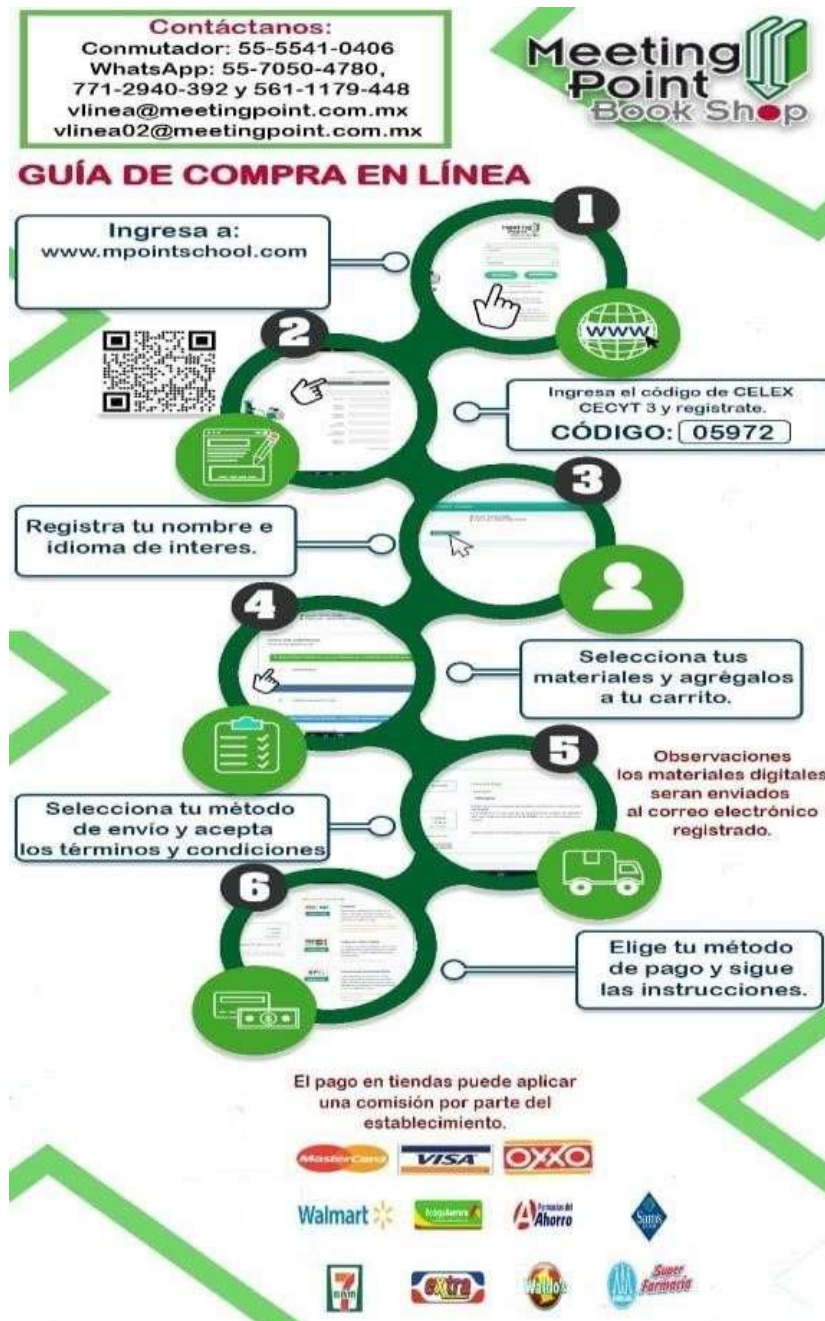 Contáctanos:
Conmutador: 55-5541-0406
WhatsApp: 55-7050-4780,
771-2940-392 y 561-1179-448
vlinea@meetingpoint.com.mx
vlinea02@meetingpoint.com.mx
Meeting
Point
Book Shop
GUÍA DE COMPRA EN LÍNEA
1
Ingresa a:
www.mpointschool.com
www
2
Ingresa el código de CELEX
CECYT 3 y regístrate.
CÓDIGO: 05972
3
Registra tu nombre e
idioma de interes.
4
Selecciona tus
materiales y agrégalos
a tu carrito.
5
Observaciones
los materiales digitales
seran enviados
al correo electrónico
registrado.
Selecciona tu método
de envío y acepta
los términos y condiciones
6
Elige tu método
de pago y sigue
las instrucciones.
El pago en tiendas puede aplicar
una comisión por parte del
establecimiento.
MasterCard
VISA
OXXO
Walmart
Farmacias del
Ahorro
Sam's
7
ELEVEN
extra
Waldo's
Super
Farmacia